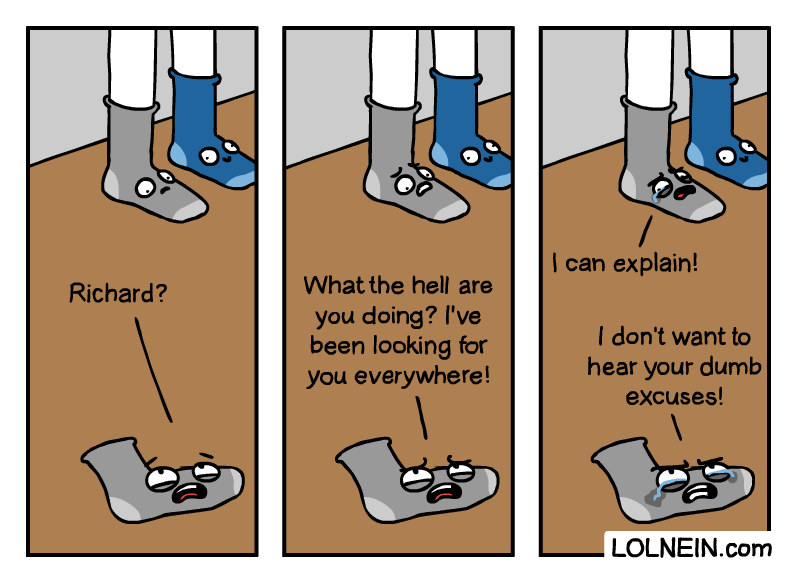 Richard?
What the hell are
you doing? I've
been looking for
you everywhere!
I can explain!
I don't want to
hear your dumb
excuses!
LOLNEIN.com